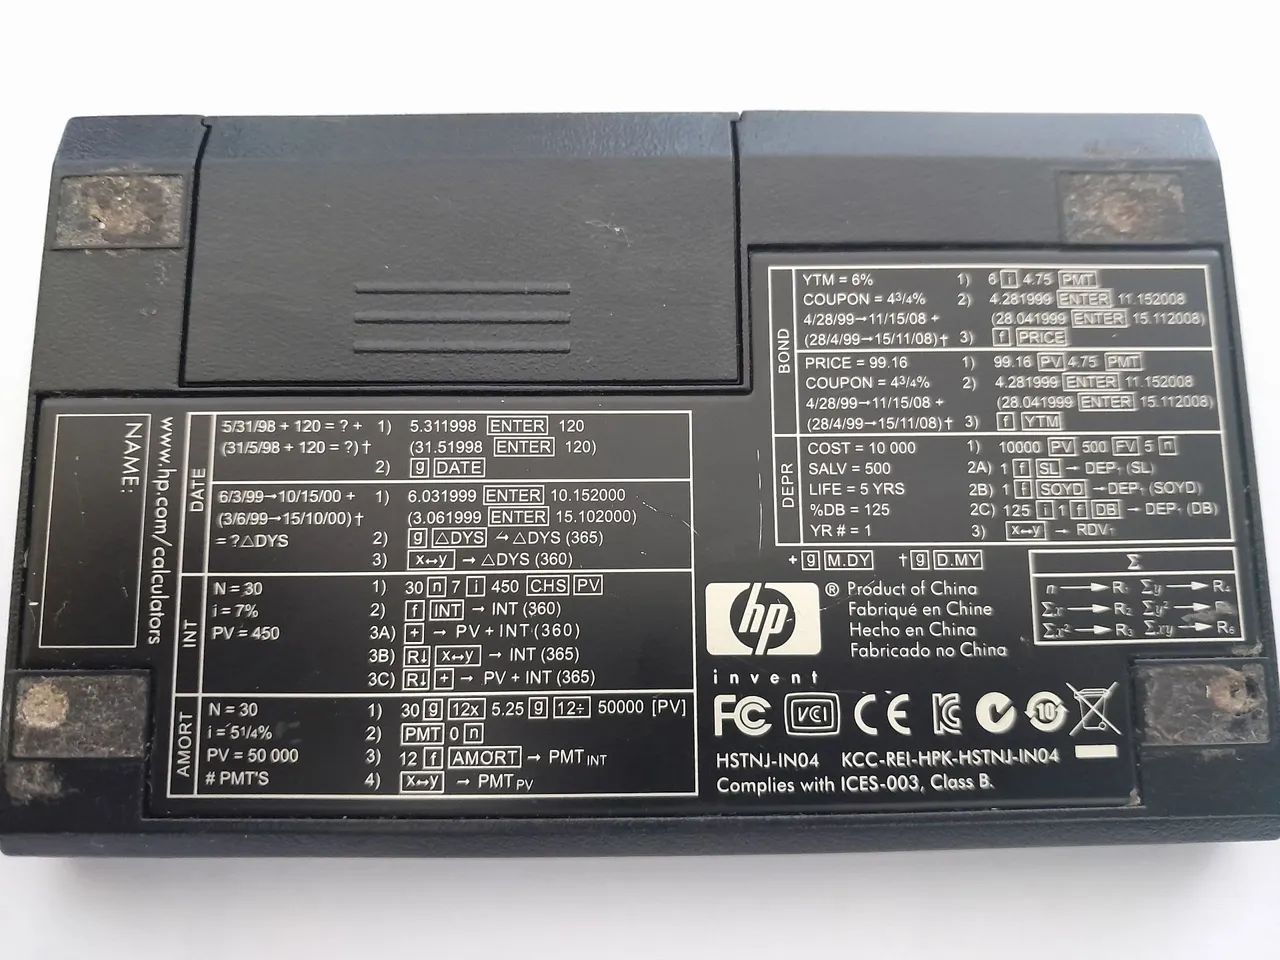 NAME:
www.hp.com/calculators
DATE
5/31/98 + 120 = ? + 1) 5.311998 ENTER 120
(31/5/98 + 120 = ?) † (31.51998 ENTER 120)
2) g DATE
6/3/99→10/15/00 + 1) 6.031999 ENTER 10.152000
(3/6/99→15/10/00) † (3.061999 ENTER 15.102000)
= ?△DYS 2) g △DYS → △DYS (365)
3) x↔y → △DYS (360)
INT
N = 30 1) 30 n 7 i 450 CHS PV
i = 7% 2) f INT → INT (360)
PV = 450 3A) + → PV + INT (360)
3B) R↓ x↔y → INT (365)
3C) R↓ + → PV + INT (365)
AMORT
N = 30 1) 30 g 12x 5.25 g 12÷ 50000 [PV]
i = 5 1/4% 2) PMT 0 n
PV = 50 000 3) 12 f AMORT → PMT INT
# PMT'S 4) x↔y → PMT PV
BOND
YTM = 6% 1) 6 i 4.75 PMT
COUPON = 4 3/4% 2) 4.281999 ENTER 11.152008
4/28/99→11/15/08 + (28.041999 ENTER 15.112008)
(28/4/99→15/11/08) † 3) f PRICE
PRICE = 99.16 1) 99.16 PV 4.75 PMT
COUPON = 4 3/4% 2) 4.281999 ENTER 11.152008
4/28/99→11/15/08 + (28.041999 ENTER 15.112008)
(28/4/99→15/11/08) † 3) f YTM
DEPR
COST = 10 000 1) 10000 PV 500 FV 5 n
SALV = 500 2A) 1 f SL → DEP₁ (SL)
LIFE = 5 YRS 2B) 1 f SOYD → DEP₁ (SOYD)
%DB = 125 2C) 125 i 1 f DB → DEP₁ (DB)
YR # = 1 3) x↔y → RDV₁
+ g M.DY † g D.MY
Σ
n → R₁ Σy → R₄
Σx → R₂ Σy² →
Σx² → R₃ Σxy → R₆
hp ®
invent
Product of China
Fabriqué en Chine
Hecho en China
Fabricado no China
FC VCI CE 10
HSTNJ-IN04 KCC-REI-HPK-HSTNJ-IN04
Complies with ICES-003, Class B.